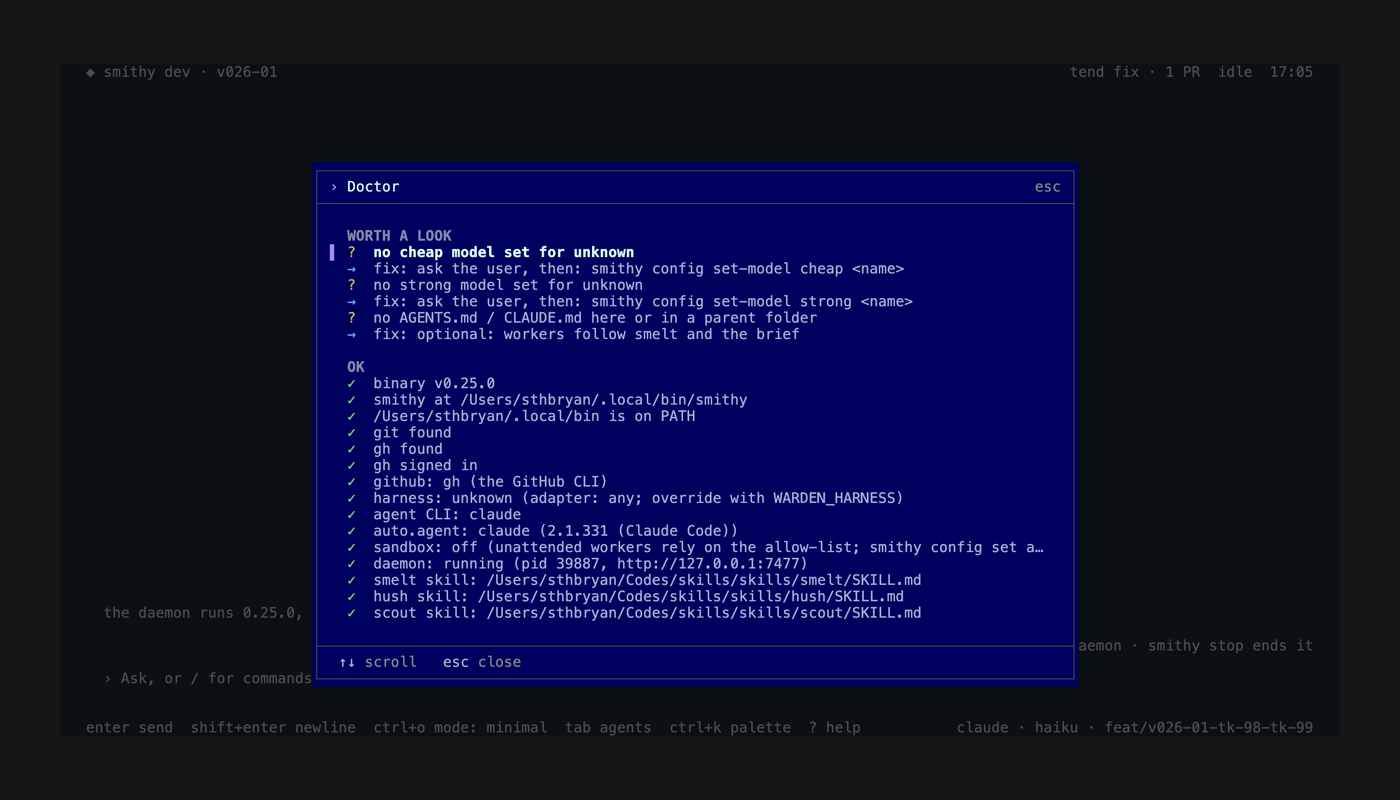 ◆ smithy dev · v026-01
tend fix · 1 PR  idle  17:05
› Doctor
esc
WORTH A LOOK
?  no cheap model set for unknown
→  fix: ask the user, then: smithy config set-model cheap <name>
?  no strong model set for unknown
→  fix: ask the user, then: smithy config set-model strong <name>
?  no AGENTS.md / CLAUDE.md here or in a parent folder
→  fix: optional: workers follow smelt and the brief
OK
✓  binary v0.25.0
✓  smithy at /Users/sthbryan/.local/bin/smithy
✓  /Users/sthbryan/.local/bin is on PATH
✓  git found
✓  gh found
✓  gh signed in
✓  github: gh (the GitHub CLI)
✓  harness: unknown (adapter: any; override with WARDEN_HARNESS)
✓  agent CLI: claude
✓  auto.agent: claude (2.1.331 (Claude Code))
✓  sandbox: off (unattended workers rely on the allow-list; smithy config set a…
✓  daemon: running (pid 39887, http://127.0.0.1:7477)
✓  smelt skill: /Users/sthbryan/Codes/skills/skills/smelt/SKILL.md
✓  hush skill: /Users/sthbryan/Codes/skills/skills/hush/SKILL.md
✓  scout skill: /Users/sthbryan/Codes/skills/skills/scout/SKILL.md
the daemon runs 0.25.0,
aemon · smithy stop ends it
↑↓ scroll   esc close
› Ask, or / for commands
enter send  shift+enter newline  ctrl+o mode: minimal  tab agents  ctrl+k palette  ? help
claude · haiku · feat/v026-01-tk-98-tk-99